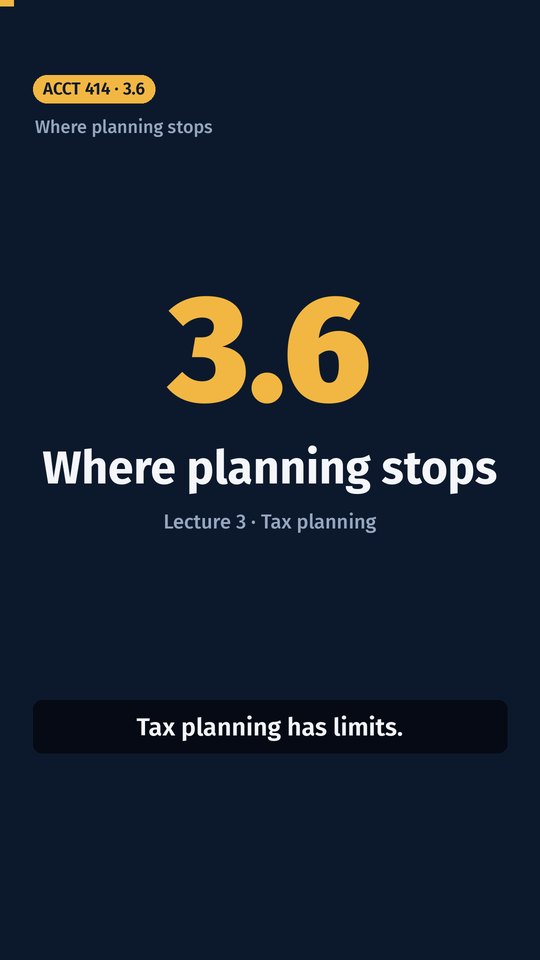 ACCT 414 · 3.6
Where planning stops
3.6
Where planning stops
Lecture 3 · Tax planning
Tax planning has limits.